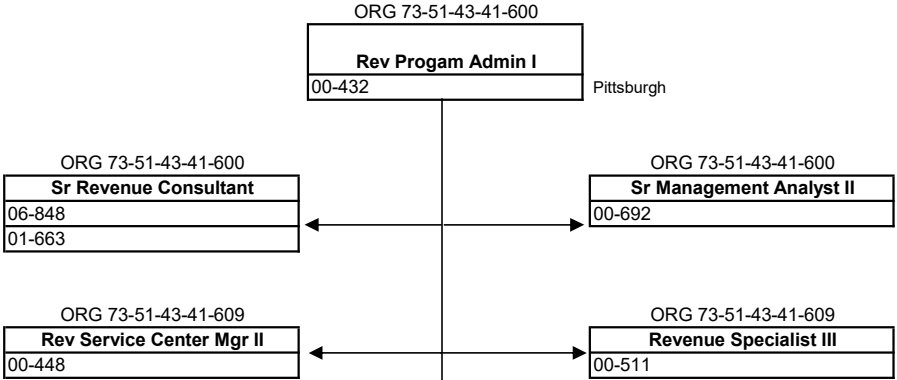 ORG 73-51-43-41-600
Rev Progam Admin I
00-432
Pittsburgh
ORG 73-51-43-41-600
Sr Revenue Consultant
06-848
01-663
ORG 73-51-43-41-600
Sr Management Analyst II
00-692
ORG 73-51-43-41-609
Rev Service Center Mgr II
00-448
ORG 73-51-43-41-609
Revenue Specialist III
00-511